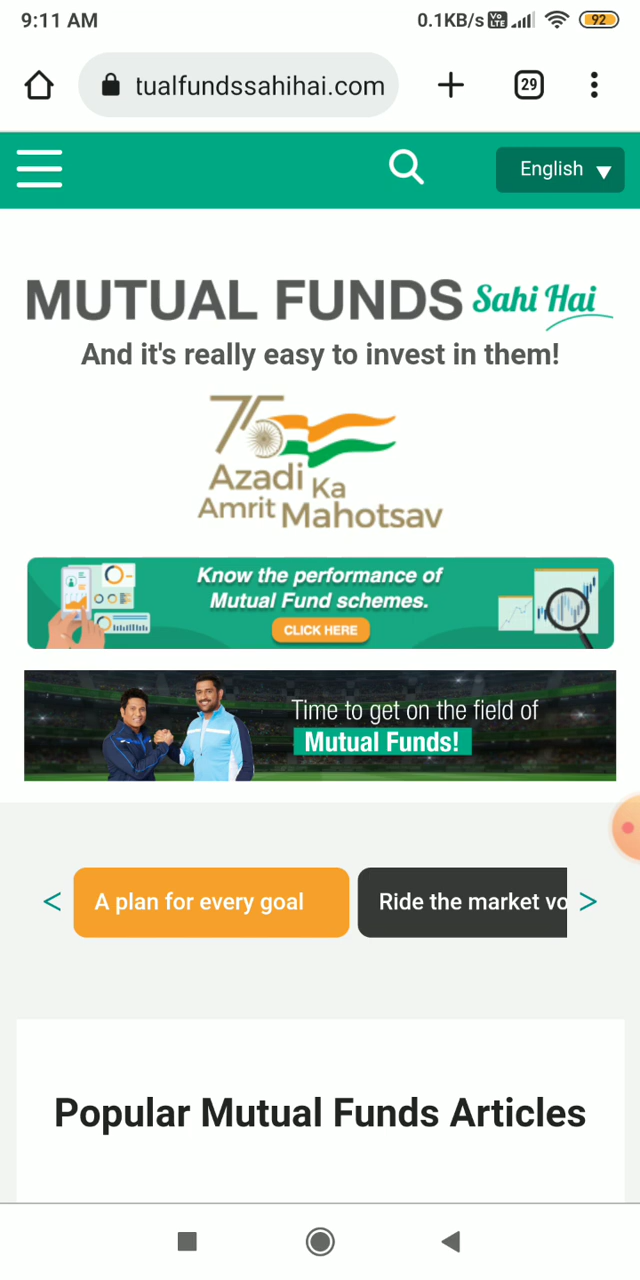 9:11 AM
0.1KB/s
Vo
LTE
92
tualfundssahihai.com
29
English
MUTUAL FUNDS Sahi Hai
And it's really easy to invest in them!
75
Azadi Ka
Amrit Mahotsav
Know the performance of
Mutual Fund schemes.
CLICK HERE
Time to get on the field of
Mutual Funds!
< A plan for every goal
Ride the market vo >
Popular Mutual Funds Articles